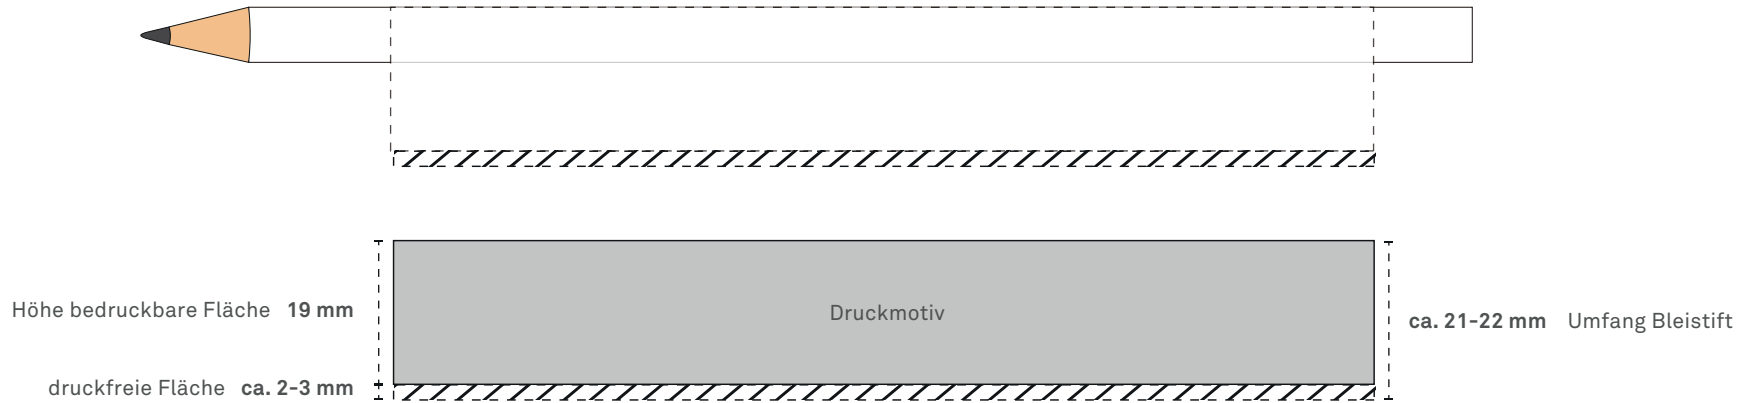 Höhe bedruckbare Fläche 19 mm
Druckmotiv
ca. 21-22 mm Umfang Bleistift
druckfreie Fläche ca. 2-3 mm